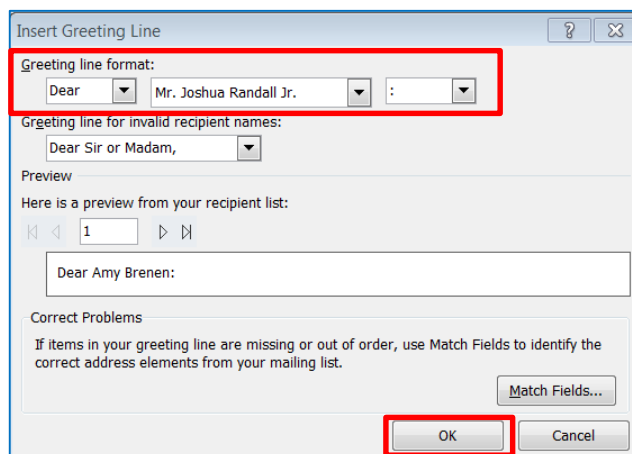 Insert Greeting Line
Greeting line format:
Dear Mr. Joshua Randall Jr. :
Greeting line for invalid recipient names:
Dear Sir or Madam,
Preview
Here is a preview from your recipient list:
1
Dear Amy Brenen:
Correct Problems
If items in your greeting line are missing or out of order, use Match Fields to identify the
correct address elements from your mailing list.
Match Fields...
OK Cancel